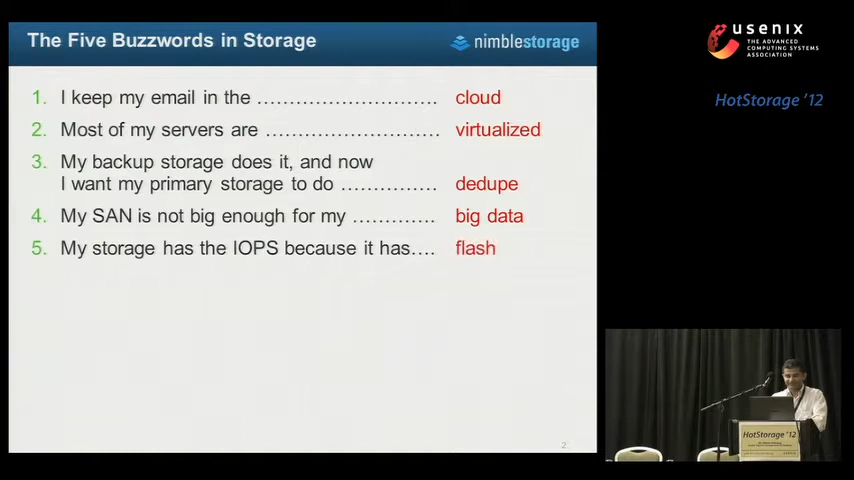 The Five Buzzwords in Storage
nimblestorage
1. I keep my email in the ................................ cloud
2. Most of my servers are ................................ virtualized
3. My backup storage does it, and now
I want my primary storage to do ............... dedupe
4. My SAN is not big enough for my ............. big data
5. My storage has the IOPS because it has.... flash
2
usenix
THE ADVANCED
COMPUTING SYSTEMS
ASSOCIATION
HotStorage '12
HotStorage '12